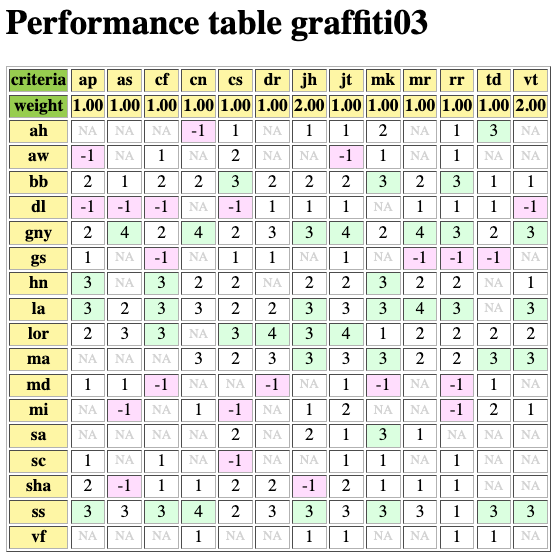 Performance table graffiti03
criteria ap as cf cn cs dr jh jt mk mr rr td vt
weight 1.00 1.00 1.00 1.00 1.00 1.00 2.00 1.00 1.00 1.00 1.00 1.00 2.00
ah NA NA NA -1 1 NA 1 1 2 NA 1 3 NA
aw -1 NA 1 NA 2 NA NA -1 1 NA 1 NA NA
bb 2 1 2 2 3 2 2 2 3 2 3 1 1
dl -1 -1 -1 NA -1 1 1 1 NA 1 1 1 -1
gny 2 4 2 4 2 3 3 4 2 4 3 2 3
gs 1 NA -1 NA 1 1 NA 1 NA -1 -1 -1 NA
hn 3 NA 3 2 2 NA 2 2 3 2 2 NA 1
la 3 2 3 3 2 2 3 3 3 4 3 NA 3
lor 2 3 3 NA 3 4 3 4 1 2 2 2 2
ma NA NA NA 3 2 3 3 3 3 2 2 3 3
md 1 1 -1 NA NA -1 NA 1 -1 NA -1 1 NA
mi NA -1 NA 1 -1 NA 1 2 NA NA -1 2 1
sa NA NA NA NA 2 NA 2 1 3 1 NA NA NA
sc 1 NA 1 NA -1 NA NA 1 1 NA 1 NA NA
sha 2 -1 1 1 2 2 -1 2 1 1 1 NA NA
ss 3 3 3 4 2 3 3 3 3 3 1 3 3
vf NA NA NA 1 NA NA 1 1 NA NA 1 1 NA